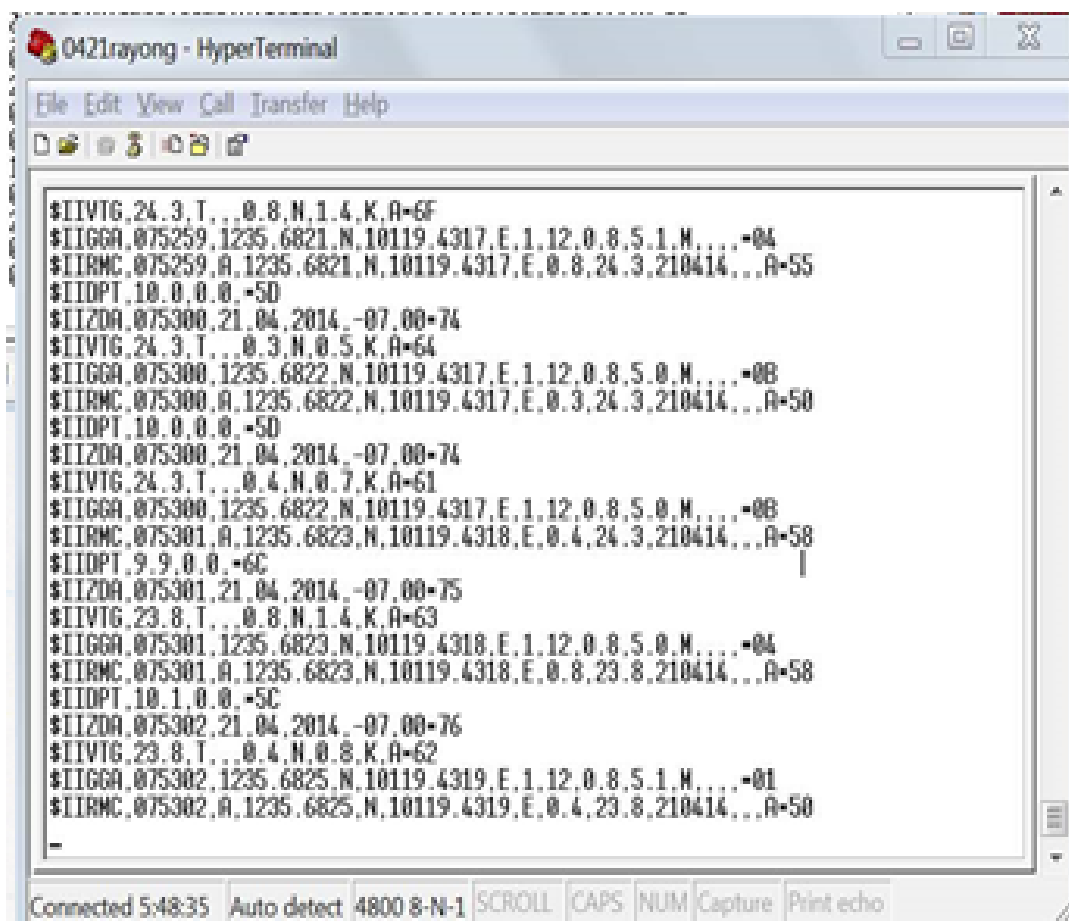 0421rayong - HyperTerminal
File Edit View Call Transfer Help
$IIVTG,24.3,T,,,0.8,N,1.4,K,A*6F
$IIGGA,075259,1235.6821,N,10119.4317,E,1,12,0.8,5.1,M,,,,*04
$IIRMC,075259,A,1235.6821,N,10119.4317,E,0.8,24.3,210414,,,A*55
$IIDPT,10.0,0.0,*5D
$IIZDA,075300,21,04,2014,-07,00*74
$IIVTG,24.3,T,,,0.3,N,0.5,K,A*64
$IIGGA,075300,1235.6822,N,10119.4317,E,1,12,0.8,5.0,M,,,,*0B
$IIRMC,075300,A,1235.6822,N,10119.4317,E,0.3,24.3,210414,,,A*50
$IIDPT,10.0,0.0,*5D
$IIZDA,075300,21,04,2014,-07,00*74
$IIVTG,24.3,T,,,0.4,N,0.7,K,A*61
$IIGGA,075300,1235.6822,N,10119.4317,E,1,12,0.8,5.0,M,,,,*0B
$IIRMC,075301,A,1235.6823,N,10119.4318,E,0.4,24.3,210414,,,A*58
$IIDPT,9.9,0.0,*6C
$IIZDA,075301,21,04,2014,-07,00*75
$IIVTG,23.8,T,,,0.8,N,1.4,K,A*63
$IIGGA,075301,1235.6823,N,10119.4318,E,1,12,0.8,5.0,M,,,,*04
$IIRMC,075301,A,1235.6823,N,10119.4318,E,0.8,23.8,210414,,,A*58
$IIDPT,10.1,0.0,*5C
$IIZDA,075302,21,04,2014,-07,00*76
$IIVTG,23.8,T,,,0.4,N,0.8,K,A*62
$IIGGA,075302,1235.6825,N,10119.4319,E,1,12,0.8,5.1,M,,,,*01
$IIRMC,075302,A,1235.6825,N,10119.4319,E,0.4,23.8,210414,,,A*50
Connected 5:48:35 Auto detect 4800 8-N-1 SCROLL CAPS NUM Capture Print echo